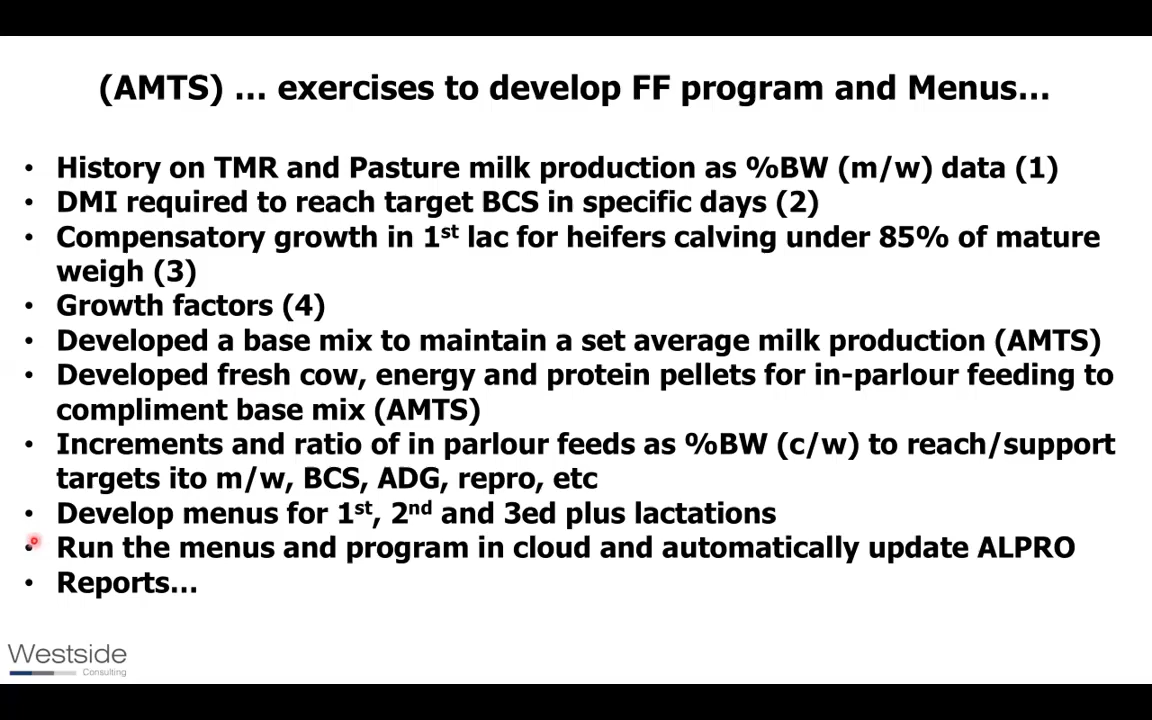 (AMTS) … exercises to develop FF program and Menus…
• History on TMR and Pasture milk production as %BW (m/w) data (1)
• DMI required to reach target BCS in specific days (2)
• Compensatory growth in 1st lac for heifers calving under 85% of mature
weigh (3)
• Growth factors (4)
• Developed a base mix to maintain a set average milk production (AMTS)
• Developed fresh cow, energy and protein pellets for in-parlour feeding to
compliment base mix (AMTS)
• Increments and ratio of in parlour feeds as %BW (c/w) to reach/support
targets ito m/w, BCS, ADG, repro, etc
• Develop menus for 1st, 2nd and 3ed plus lactations
• Run the menus and program in cloud and automatically update ALPRO
• Reports…
Westside
Consulting